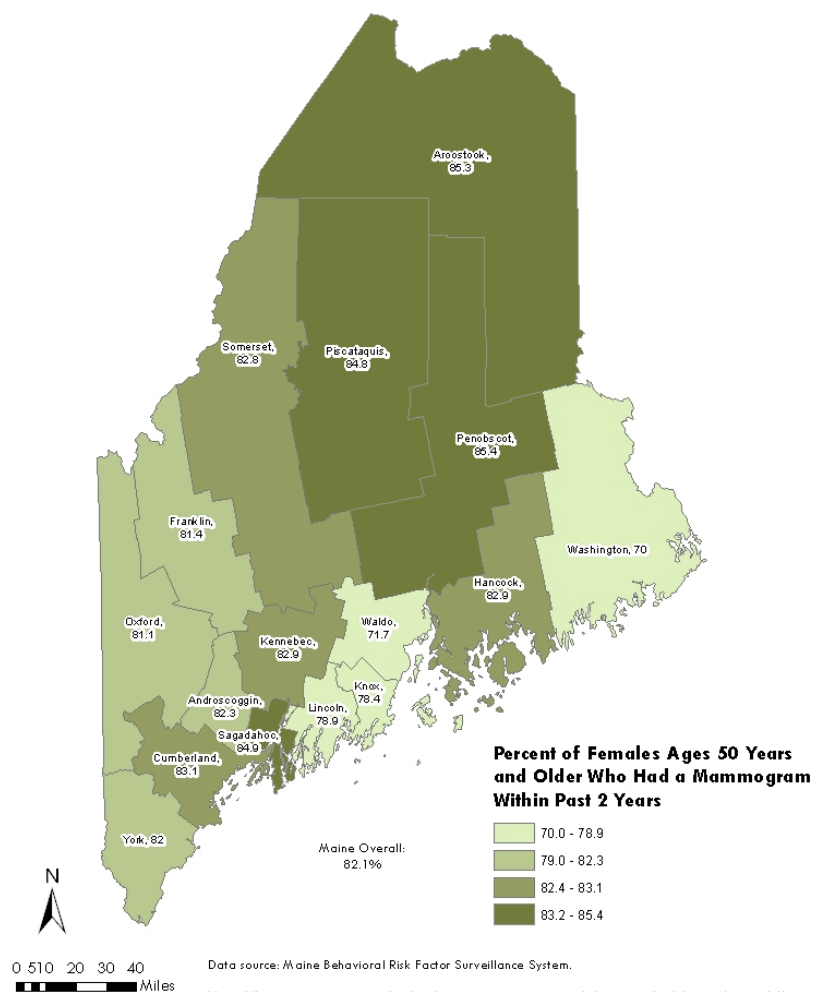 Aroostook,
85.3
Somerset,
82.8
Piscataquis,
84.8
Penobscot,
85.4
Franklin,
81.4
Washington, 70
Hancock,
82.9
Oxford,
81.1
Kennebec,
82.9
Waldo,
71.7
Knox,
78.4
Androscoggin,
82.3
Lincoln,
78.9
Sagadahoc,
84.9
Cumberland,
83.1
York, 82
Percent of Females Ages 50 Years
and Older Who Had a Mammogram
Within Past 2 Years
70.0 - 78.9
79.0 - 82.3
82.4 - 83.1
83.2 - 85.4
Maine Overall:
82.1%
N
0 5 10 20 30 40
Miles
Data source: Maine Behavioral Risk Factor Surveillance System.